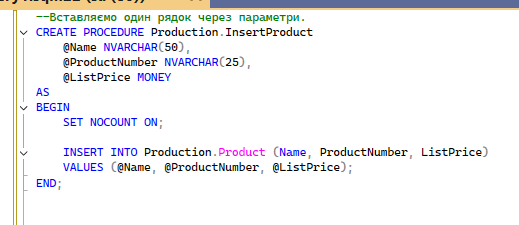 --Вставляємо один рядок через параметри.
CREATE PROCEDURE Production.InsertProduct
    @Name NVARCHAR(50),
    @ProductNumber NVARCHAR(25),
    @ListPrice MONEY
AS
BEGIN
    SET NOCOUNT ON;

    INSERT INTO Production.Product (Name, ProductNumber, ListPrice)
    VALUES (@Name, @ProductNumber, @ListPrice);
END;